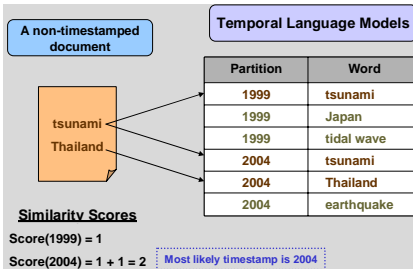 A non-timestamped
document
Temporal Language Models
tsunami
Thailand
Partition Word
1999 tsunami
1999 Japan
1999 tidal wave
2004 tsunami
2004 Thailand
2004 earthquake
Similarity Scores
Score(1999) = 1
Score(2004) = 1 + 1 = 2
Most likely timestamp is 2004